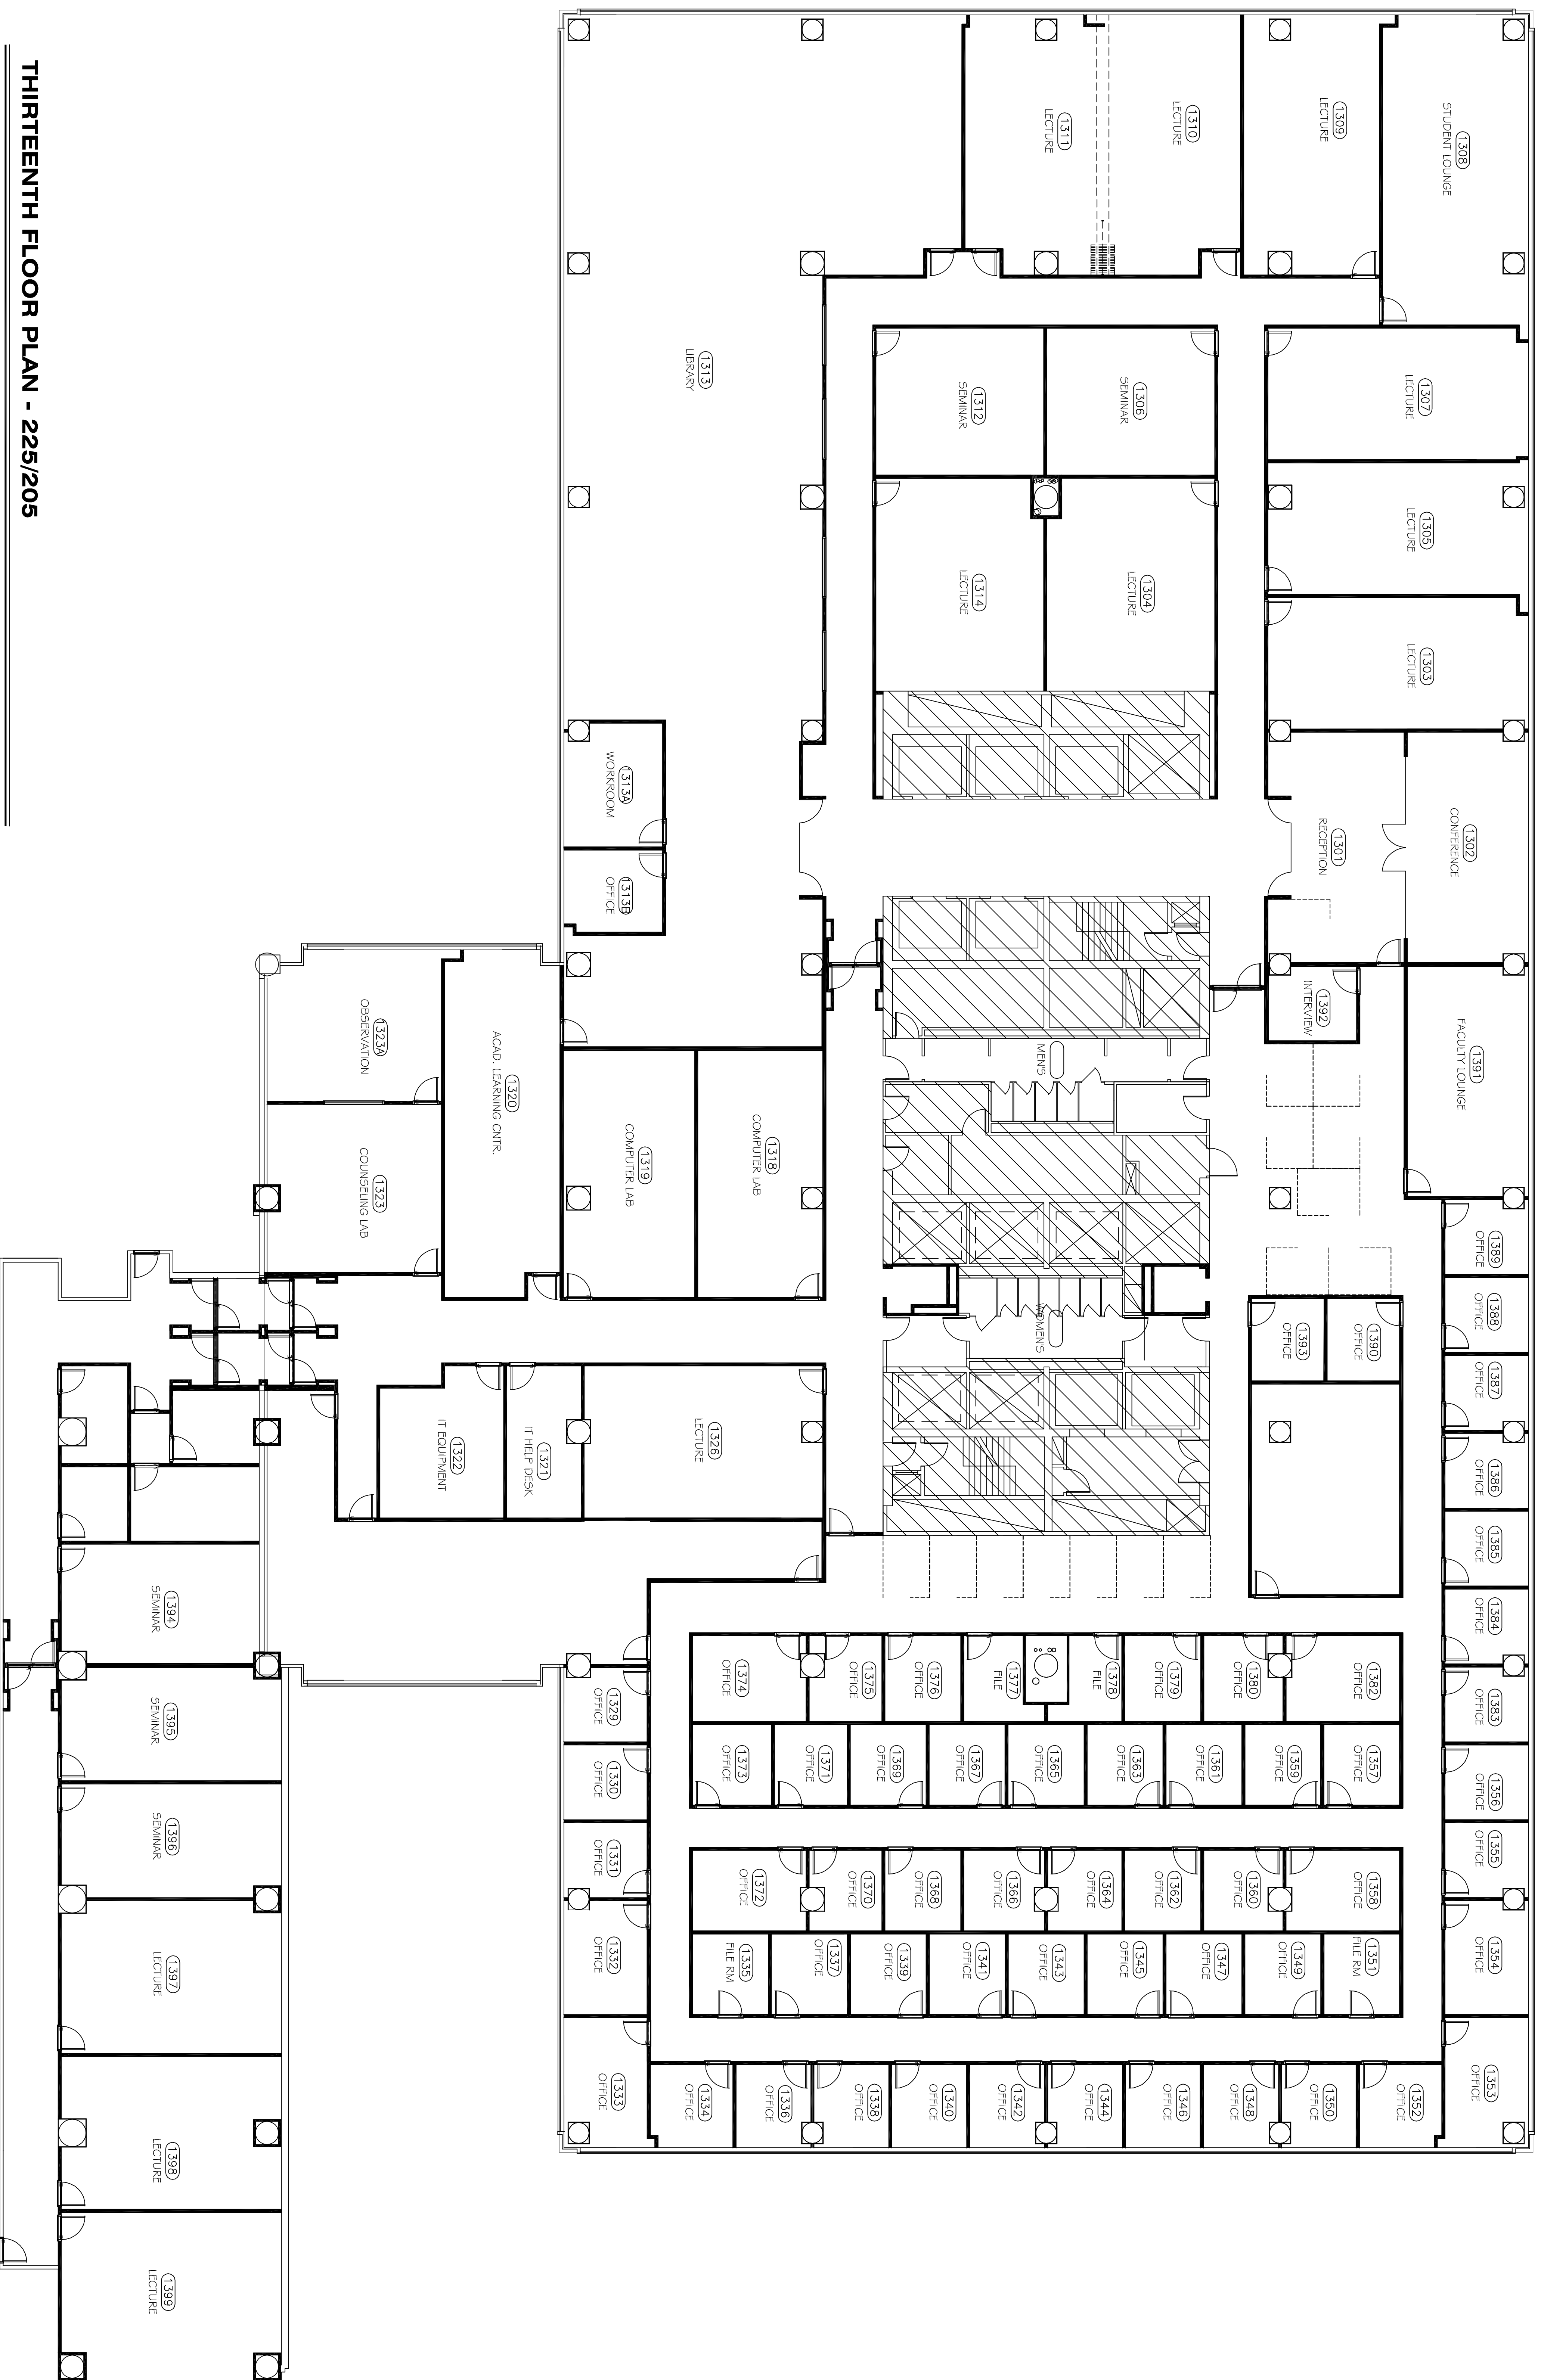 THIRTEENTH FLOOR PLAN - 225/205
1308
STUDENT LOUNGE
1309
LECTURE
1310
LECTURE
1311
LECTURE
1307
LECTURE
1305
LECTURE
1303
LECTURE
1302
CONFERENCE
1301
RECEPTION
1306
SEMINAR
1312
SEMINAR
1304
LECTURE
1314
LECTURE
1313
LIBRARY
1313A
WORKROOM
1313B
OFFICE
1391
FACULTY LOUNGE
1392
INTERVIEW
MEN'S
WOMEN'S
1318
COMPUTER LAB
1319
COMPUTER LAB
1320
ACAD. LEARNING CNTR.
1323A
OBSERVATION
1323
COUNSELING LAB
1389
OFFICE
1388
OFFICE
1387
OFFICE
1386
OFFICE
1385
OFFICE
1384
OFFICE
1383
OFFICE
1356
OFFICE
1355
OFFICE
1354
OFFICE
1353
OFFICE
1390
OFFICE
1393
OFFICE
1326
LECTURE
1321
IT HELP DESK
1322
IT EQUIPMENT
1382
OFFICE
1380
OFFICE
1379
OFFICE
1378
FILE
1377
FILE
1376
OFFICE
1375
OFFICE
1374
OFFICE
1357
OFFICE
1359
OFFICE
1361
OFFICE
1363
OFFICE
1365
OFFICE
1367
OFFICE
1369
OFFICE
1371
OFFICE
1373
OFFICE
1358
OFFICE
1360
OFFICE
1362
OFFICE
1364
OFFICE
1366
OFFICE
1368
OFFICE
1370
OFFICE
1372
OFFICE
1351
FILE RM
1349
OFFICE
1347
OFFICE
1345
OFFICE
1343
OFFICE
1341
OFFICE
1339
OFFICE
1337
OFFICE
1335
FILE RM
1352
OFFICE
1350
OFFICE
1348
OFFICE
1346
OFFICE
1344
OFFICE
1342
OFFICE
1340
OFFICE
1338
OFFICE
1336
OFFICE
1334
OFFICE
1329
OFFICE
1330
OFFICE
1331
OFFICE
1332
OFFICE
1333
OFFICE
1394
SEMINAR
1395
SEMINAR
1396
SEMINAR
1397
LECTURE
1398
LECTURE
1399
LECTURE